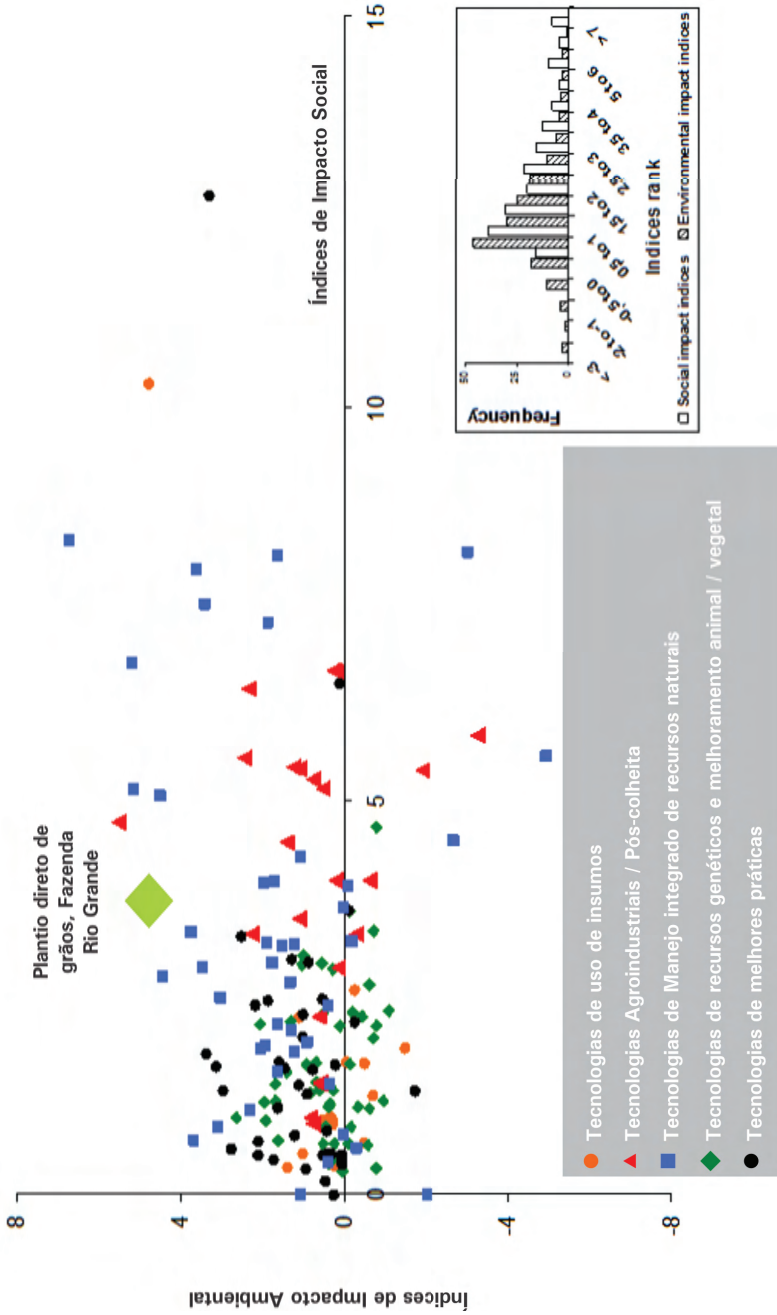 Índices de Impacto Ambiental
8
4
0
-4
-8
Plantio direto de
grãos, Fazenda
Rio Grande
0
5
10
15
Índices de Impacto Social
Tecnologias de uso de insumos
Tecnologias Agroindustriais / Pós-colheita
Tecnologias de Manejo integrado de recursos naturais
Tecnologias de recursos genéticos e melhoramento animal / vegetal
Tecnologias de melhores práticas
Frequency
50
25
0
<-3
-2 to -1
-0,5 to 0
0,5 to 1
1,5 to 2
2,5 to 3
3,5 to 4
5 to 6
>7
Indices rank
Social impact indices
Environmental impact indices